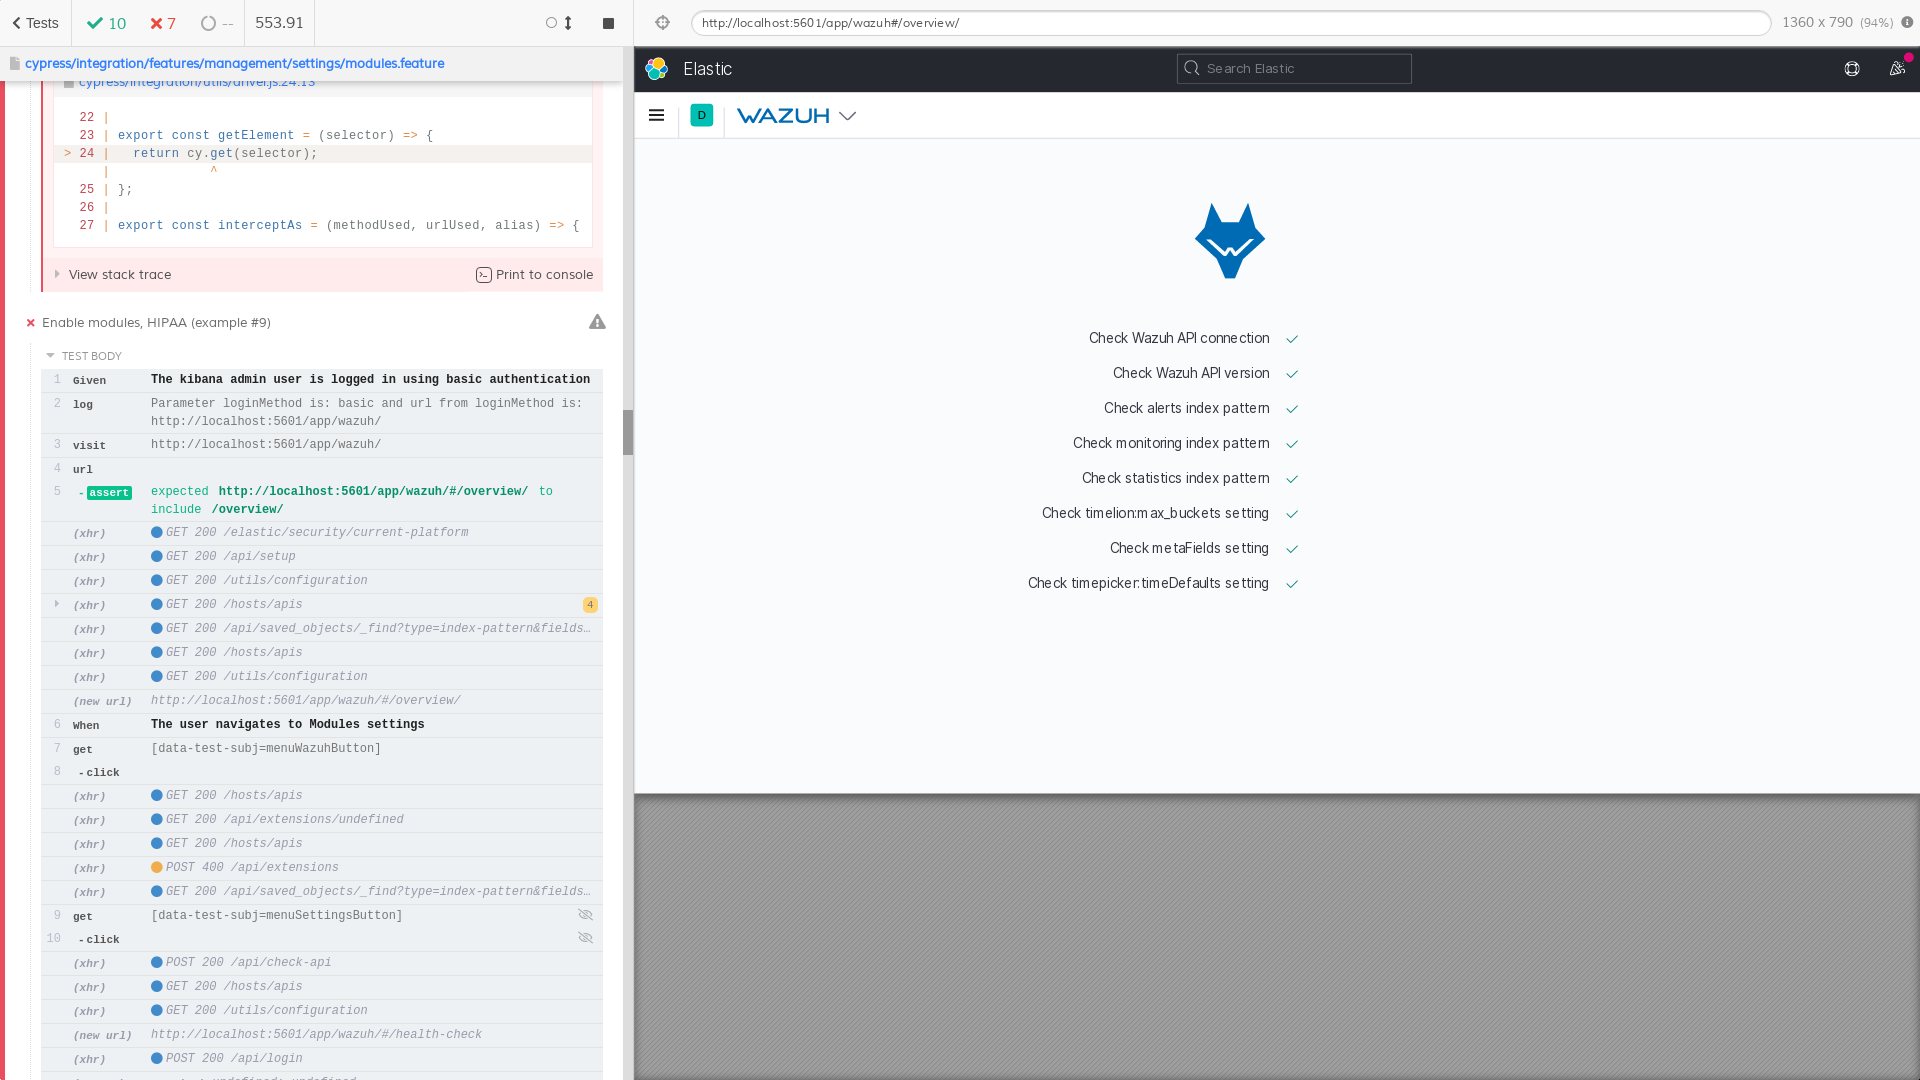 Tests
10
7
--
553.91
cypress/integration/features/management/settings/modules.feature
cypress/integration/utils/driver.js:24:13
22 |
23 | export const getElement = (selector) => {
> 24 |   return cy.get(selector);
|              ^
25 | };
26 |
27 | export const interceptAs = (methodUsed, urlUsed, alias) => {
View stack trace
Print to console
Enable modules, HIPAA (example #9)
TEST BODY
1 Given The kibana admin user is logged in using basic authentication
2 log Parameter loginMethod is: basic and url from loginMethod is:
http://localhost:5601/app/wazuh/
3 visit http://localhost:5601/app/wazuh/
4 url
5 -assert expected http://localhost:5601/app/wazuh/#/overview/ to
include /overview/
(xhr) GET 200 /elastic/security/current-platform
(xhr) GET 200 /api/setup
(xhr) GET 200 /utils/configuration
(xhr) GET 200 /hosts/apis 4
(xhr) GET 200 /api/saved_objects/_find?type=index-pattern&fields…
(xhr) GET 200 /hosts/apis
(xhr) GET 200 /utils/configuration
(new url) http://localhost:5601/app/wazuh/#/overview/
6 When The user navigates to Modules settings
7 get [data-test-subj=menuWazuhButton]
8 -click
(xhr) GET 200 /hosts/apis
(xhr) GET 200 /api/extensions/undefined
(xhr) GET 200 /hosts/apis
(xhr) POST 400 /api/extensions
(xhr) GET 200 /api/saved_objects/_find?type=index-pattern&fields…
9 get [data-test-subj=menuSettingsButton]
10 -click
(xhr) POST 200 /api/check-api
(xhr) GET 200 /hosts/apis
(xhr) GET 200 /utils/configuration
(new url) http://localhost:5601/app/wazuh/#/health-check
(xhr) POST 200 /api/login
http://localhost:5601/app/wazuh#/overview/
1360 x 790 (94%)
Elastic
Search Elastic
D
WAZUH
Check Wazuh API connection
Check Wazuh API version
Check alerts index pattern
Check monitoring index pattern
Check statistics index pattern
Check timelion:max_buckets setting
Check metaFields setting
Check timepicker:timeDefaults setting